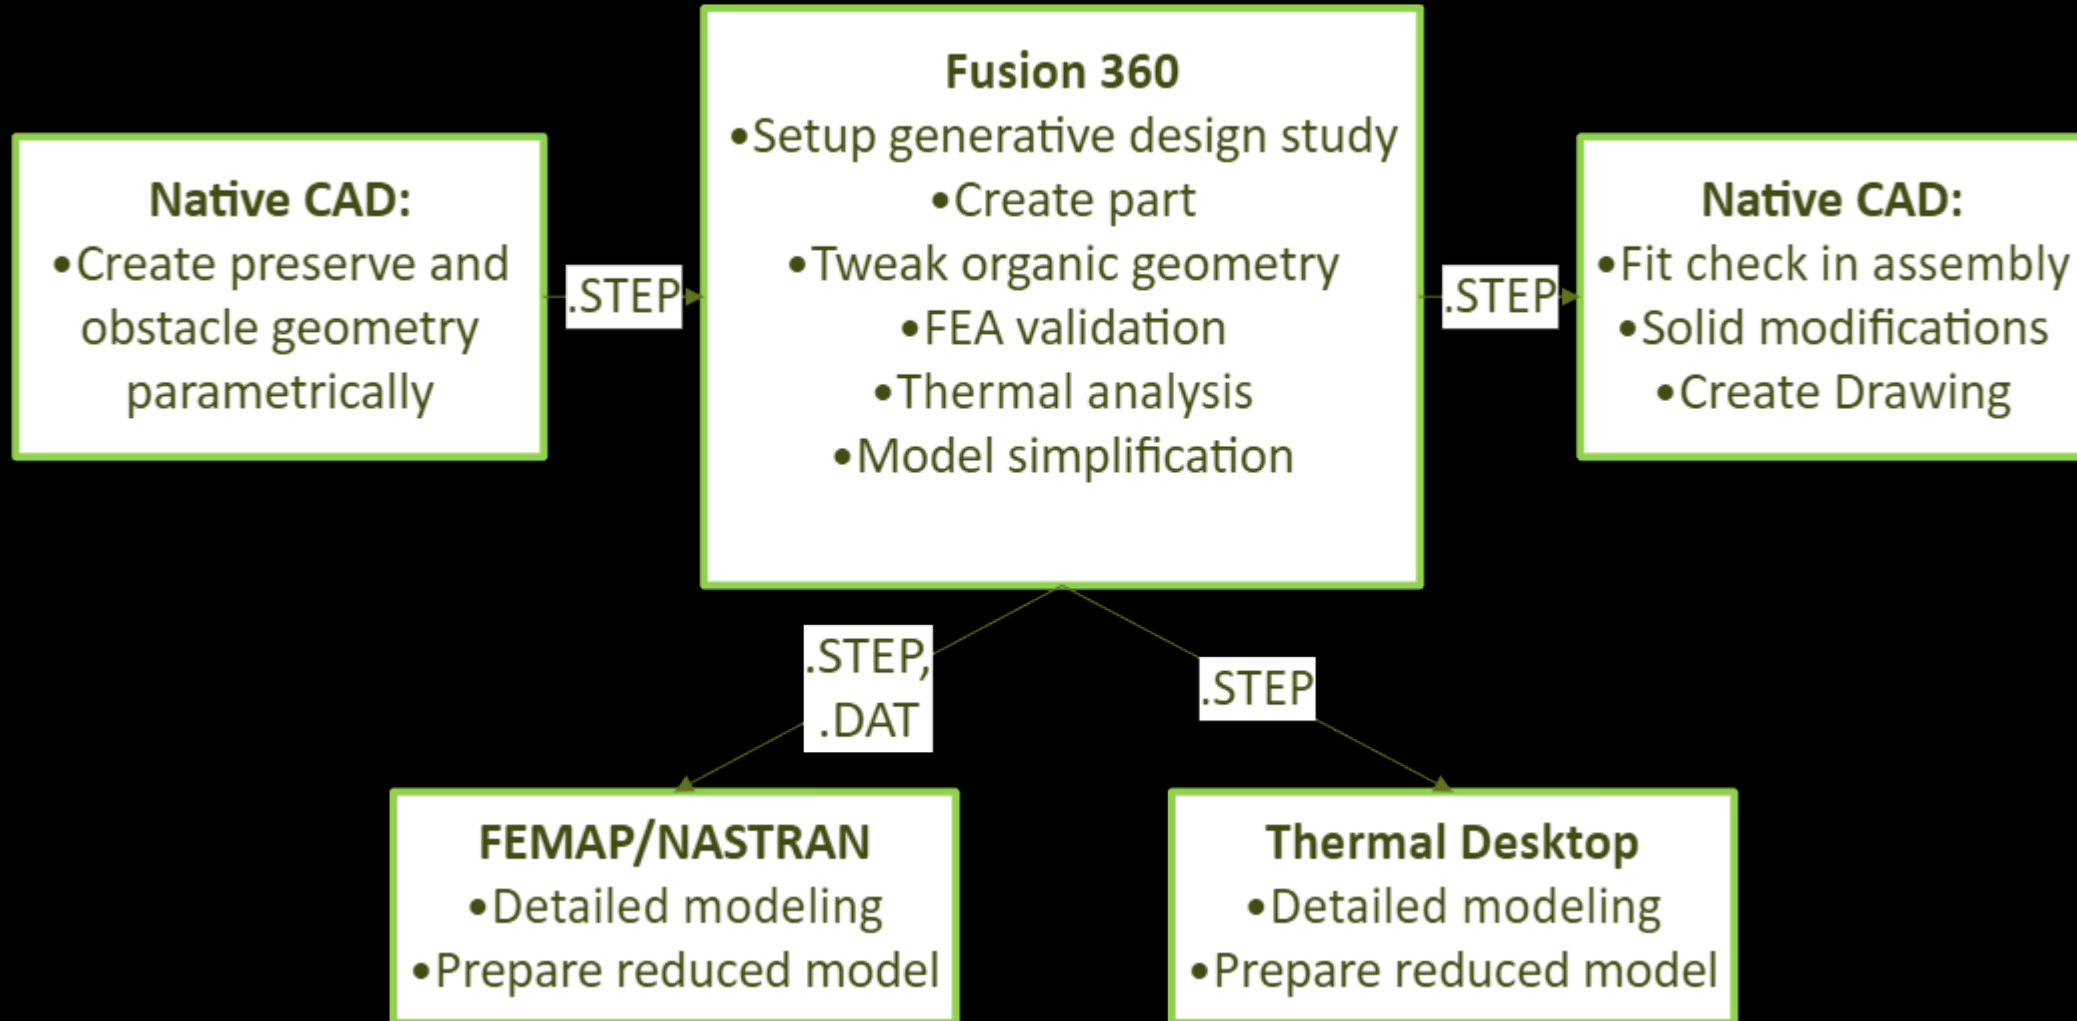 Native CAD:
•Create preserve and
obstacle geometry
parametrically
.STEP
Fusion 360
•Setup generative design study
•Create part
•Tweak organic geometry
•FEA validation
•Thermal analysis
•Model simplification
.STEP
Native CAD:
•Fit check in assembly
•Solid modifications
•Create Drawing
.STEP,
.DAT
.STEP
FEMAP/NASTRAN
•Detailed modeling
•Prepare reduced model
Thermal Desktop
•Detailed modeling
•Prepare reduced model